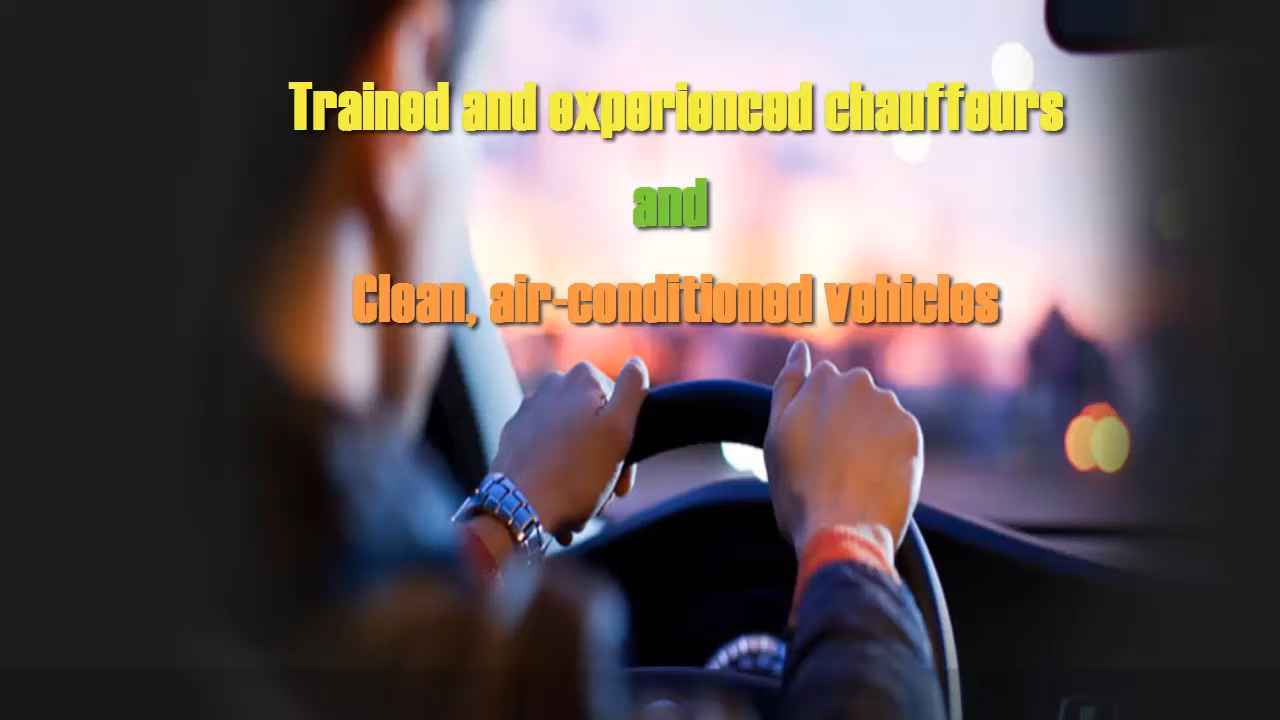 Trained and experienced chauffeurs
and
Clean, air-conditioned vehicles